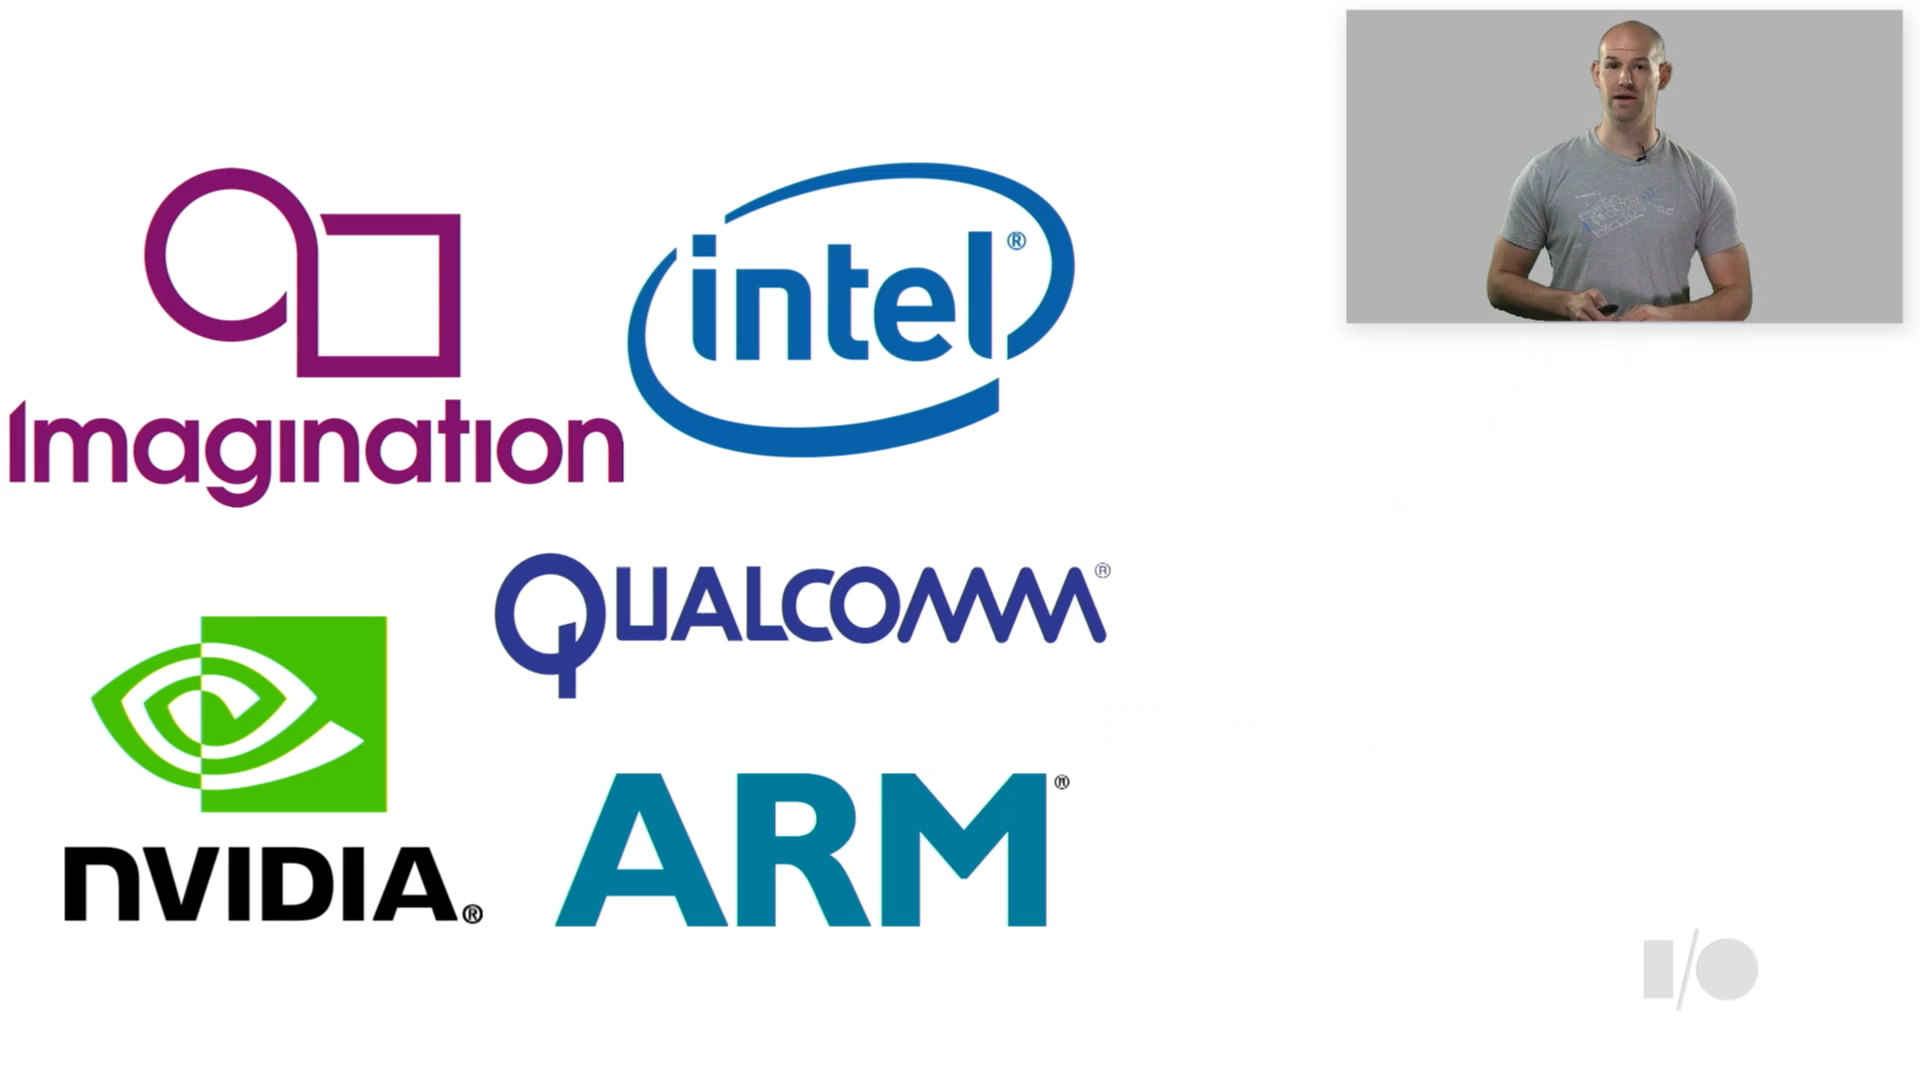 intel®
Imagination
QUALCOMM®
ARM®
nVIDIA®
I/O